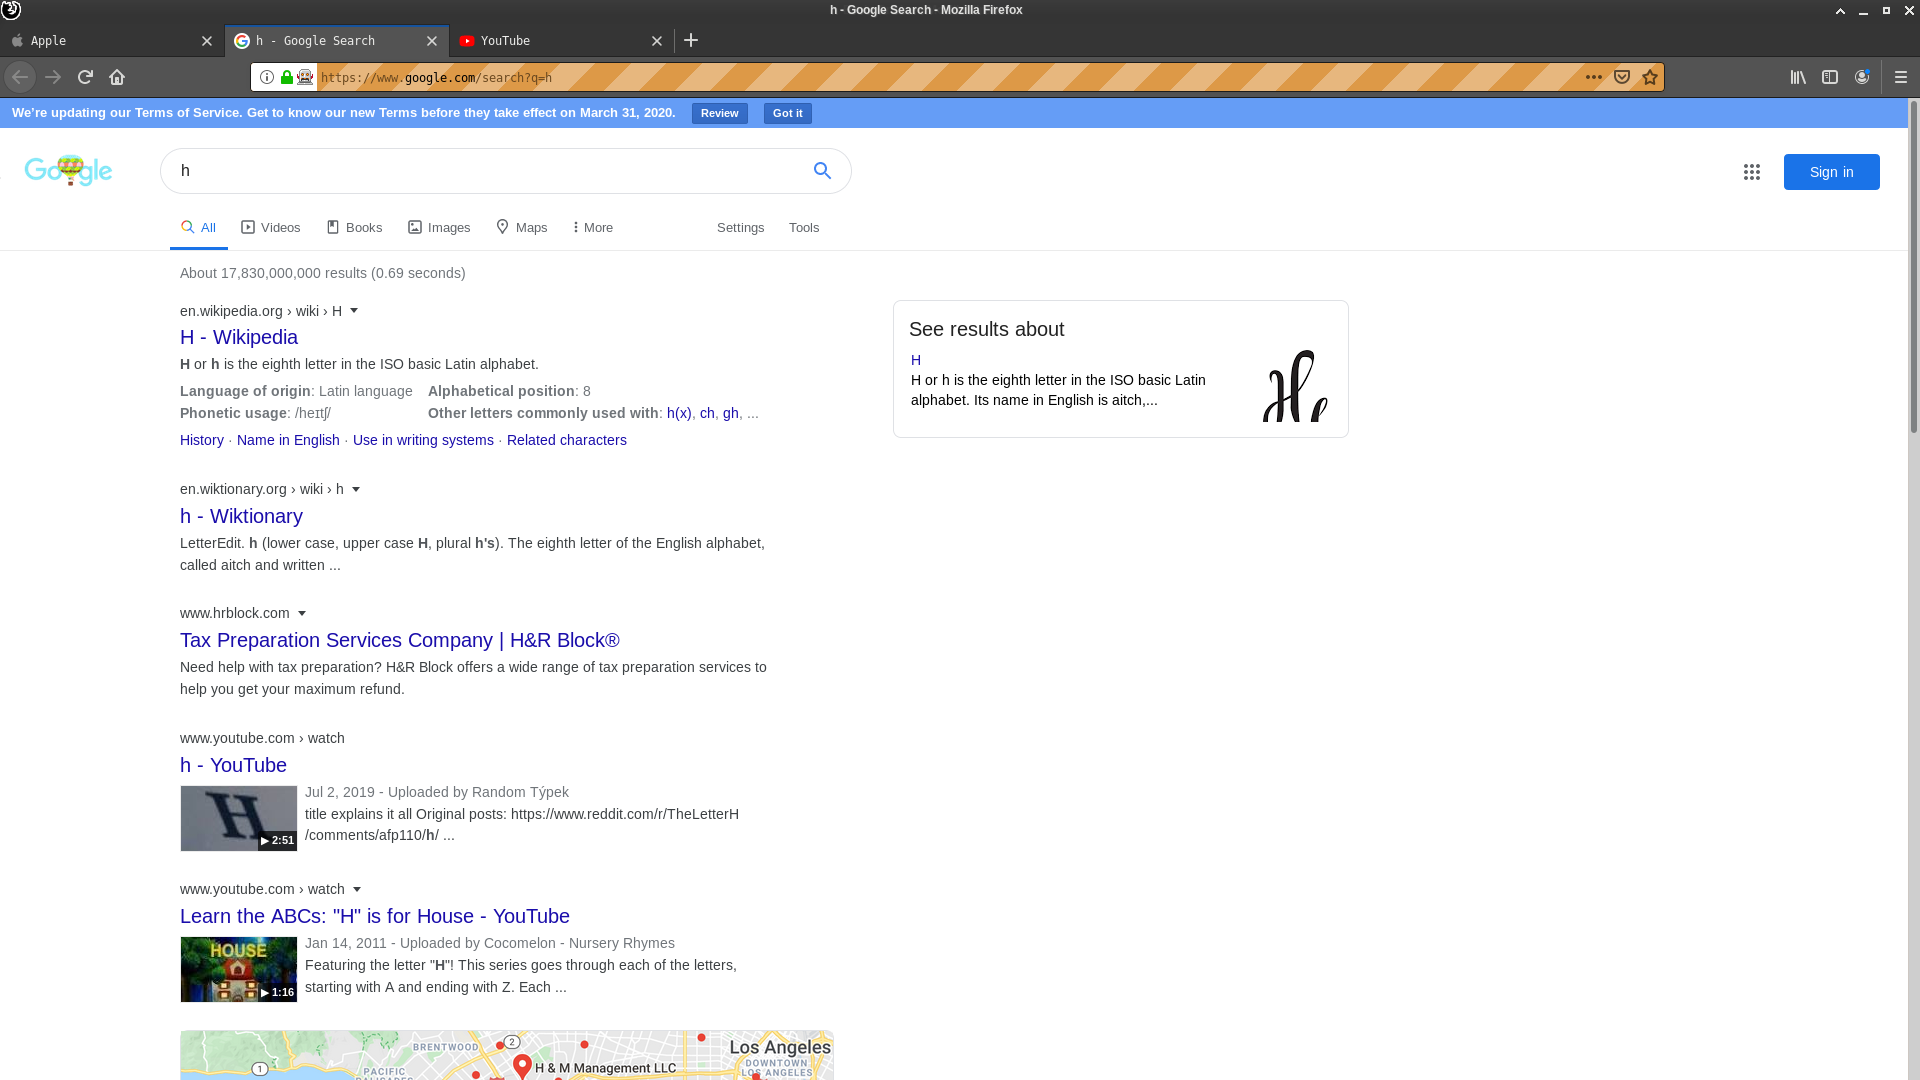 h - Google Search - Mozilla Firefox
Apple
h - Google Search
YouTube
https://www.google.com/search?q=h
We're updating our Terms of Service. Get to know our new Terms before they take effect on March 31, 2020.
Review
Got it
Google
h
Sign in
All
Videos
Books
Images
Maps
More
Settings
Tools
About 17,830,000,000 results (0.69 seconds)
en.wikipedia.org › wiki › H
H - Wikipedia
H or h is the eighth letter in the ISO basic Latin alphabet.
Language of origin: Latin language
Alphabetical position: 8
Phonetic usage: /heɪtʃ/
Other letters commonly used with: h(x), ch, gh, ...
History · Name in English · Use in writing systems · Related characters
See results about
H
H or h is the eighth letter in the ISO basic Latin
alphabet. Its name in English is aitch,...
en.wiktionary.org › wiki › h
h - Wiktionary
LetterEdit. h (lower case, upper case H, plural h's). The eighth letter of the English alphabet,
called aitch and written ...
www.hrblock.com
Tax Preparation Services Company | H&R Block®
Need help with tax preparation? H&R Block offers a wide range of tax preparation services to
help you get your maximum refund.
www.youtube.com › watch
h - YouTube
H
2:51
Jul 2, 2019 - Uploaded by Random Týpek
title explains it all Original posts: https://www.reddit.com/r/TheLetterH
/comments/afp110/h/ ...
www.youtube.com › watch
Learn the ABCs: "H" is for House - YouTube
HOUSE
1:16
Jan 14, 2011 - Uploaded by Cocomelon - Nursery Rhymes
Featuring the letter "H"! This series goes through each of the letters,
starting with A and ending with Z. Each ...
BRENTWOOD
2
Los Angeles
DOWNTOWN
LOS ANGELES
1
PACIFIC
PALISADES
H & M Management LLC